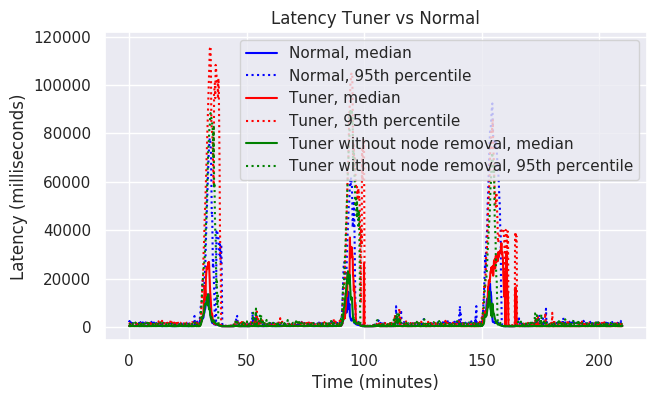 Latency Tuner vs Normal
120000
100000
80000
60000
40000
20000
0
Latency (milliseconds)
Normal, median
Normal, 95th percentile
Tuner, median
Tuner, 95th percentile
Tuner without node removal, median
Tuner without node removal, 95th percentile
0 50 100 150 200
Time (minutes)